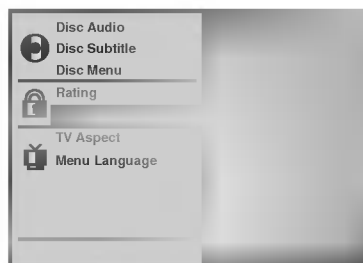 Disc Audio
Disc Subtitle
Disc Menu
Rating
TV Aspect
Menu Language